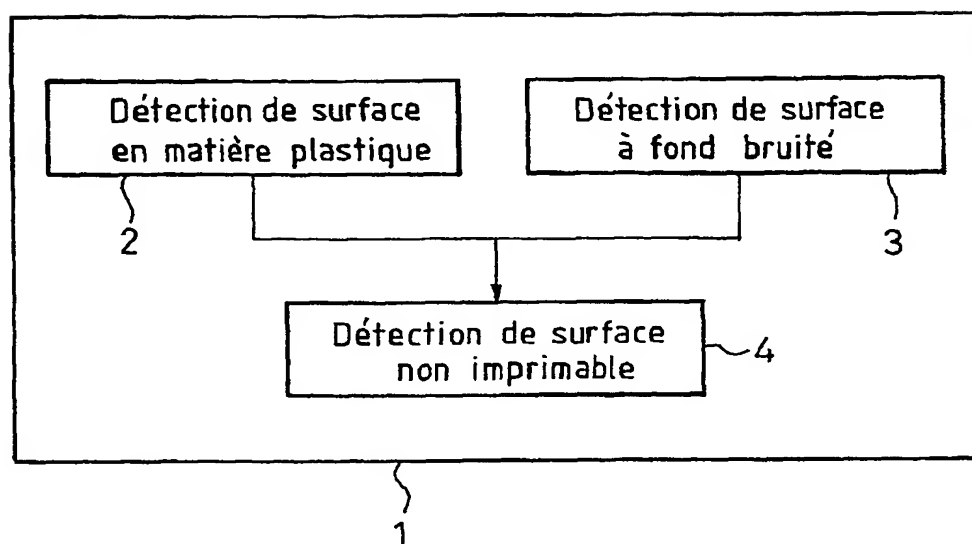 Détection de surface
en matière plastique
Détection de surface
à fond bruité
2
3
Détection de surface
non imprimable
4
1